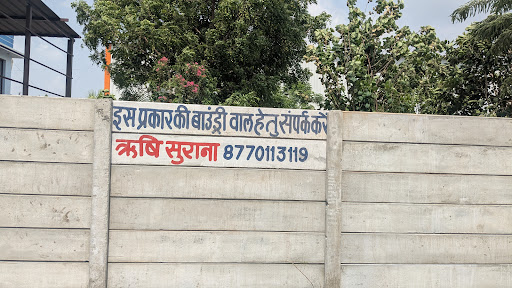 इस प्रकार की बाउंड्री वाल हेतु संपर्क करें
ऋषि सुराना 8770113119